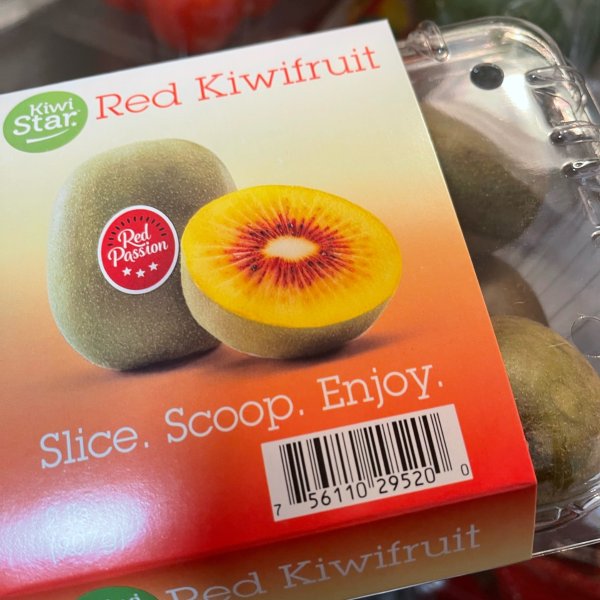 Kiwi
Star
Red Kiwifruit
Red
Passion
Slice. Scoop. Enjoy.
7 56110 29520 0
Red Kiwifruit